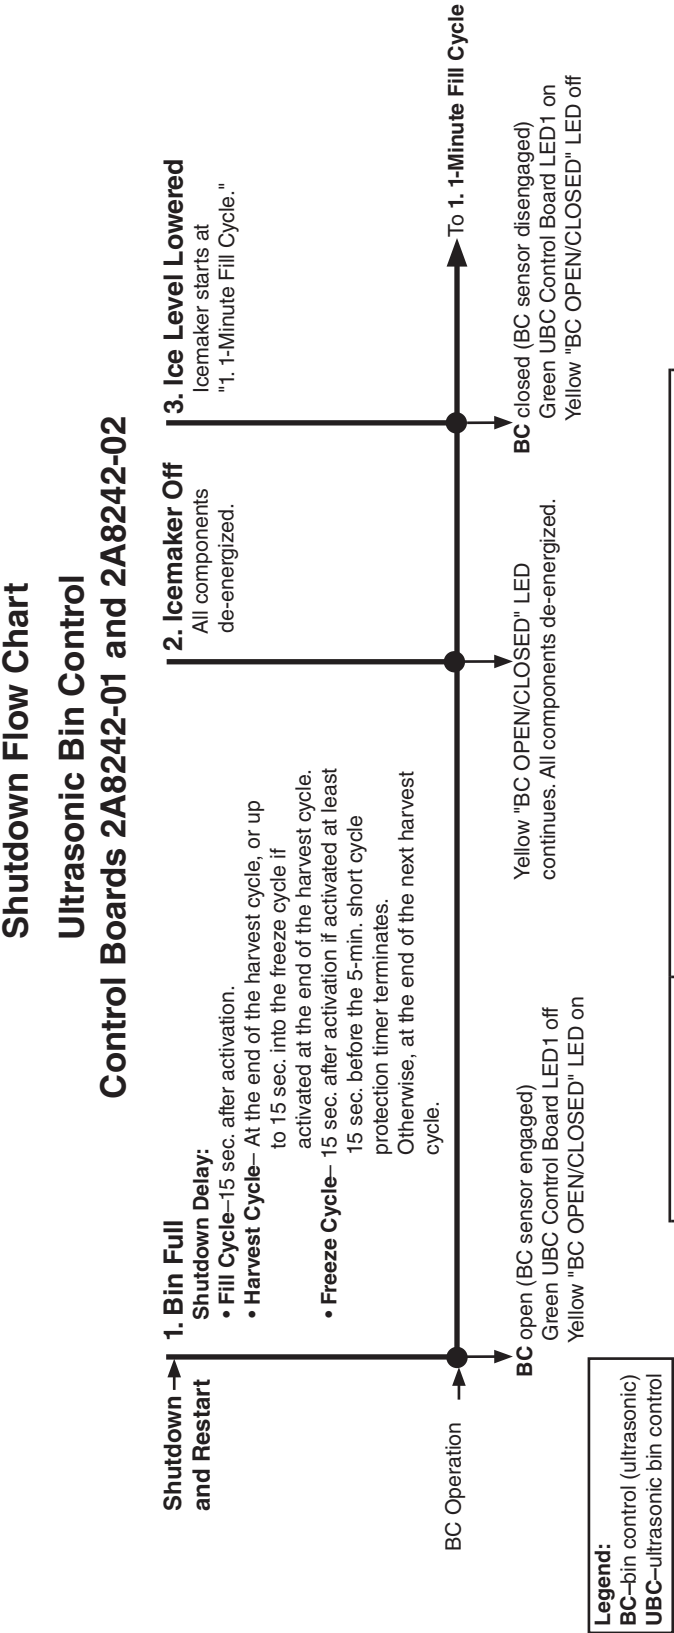 Shutdown Flow Chart
Ultrasonic Bin Control
Control Boards 2A8242-01 and 2A8242-02
Shutdown
and Restart
1. Bin Full
Shutdown Delay:
• Fill Cycle–15 sec. after activation.
• Harvest Cycle– At the end of the harvest cycle, or up
to 15 sec. into the freeze cycle if
activated at the end of the harvest cycle.
• Freeze Cycle– 15 sec. after activation if activated at least
15 sec. before the 5-min. short cycle
protection timer terminates.
Otherwise, at the end of the next harvest
cycle.
2. Icemaker Off
All components
de-energized.
3. Ice Level Lowered
Icemaker starts at
"1. 1-Minute Fill Cycle."
BC Operation
To 1. 1-Minute Fill Cycle
BC open (BC sensor engaged)
Green UBC Control Board LED1 off
Yellow "BC OPEN/CLOSED" LED on
Yellow "BC OPEN/CLOSED" LED
continues. All components de-energized.
BC closed (BC sensor disengaged)
Green UBC Control Board LED1 on
Yellow "BC OPEN/CLOSED" LED off
Legend:
BC–bin control (ultrasonic)
UBC–ultrasonic bin control